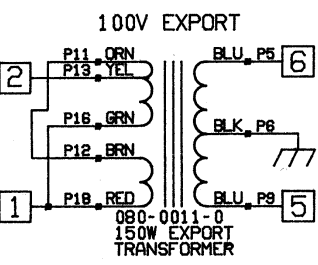 100V EXPORT
P11 ORN
BLU P5
6
2
P13 YEL
P16 GRN
BLK P6
P12 BRN
1
P18 RED
BLU P9
5
080-0011-0
150W EXPORT
TRANSFORMER